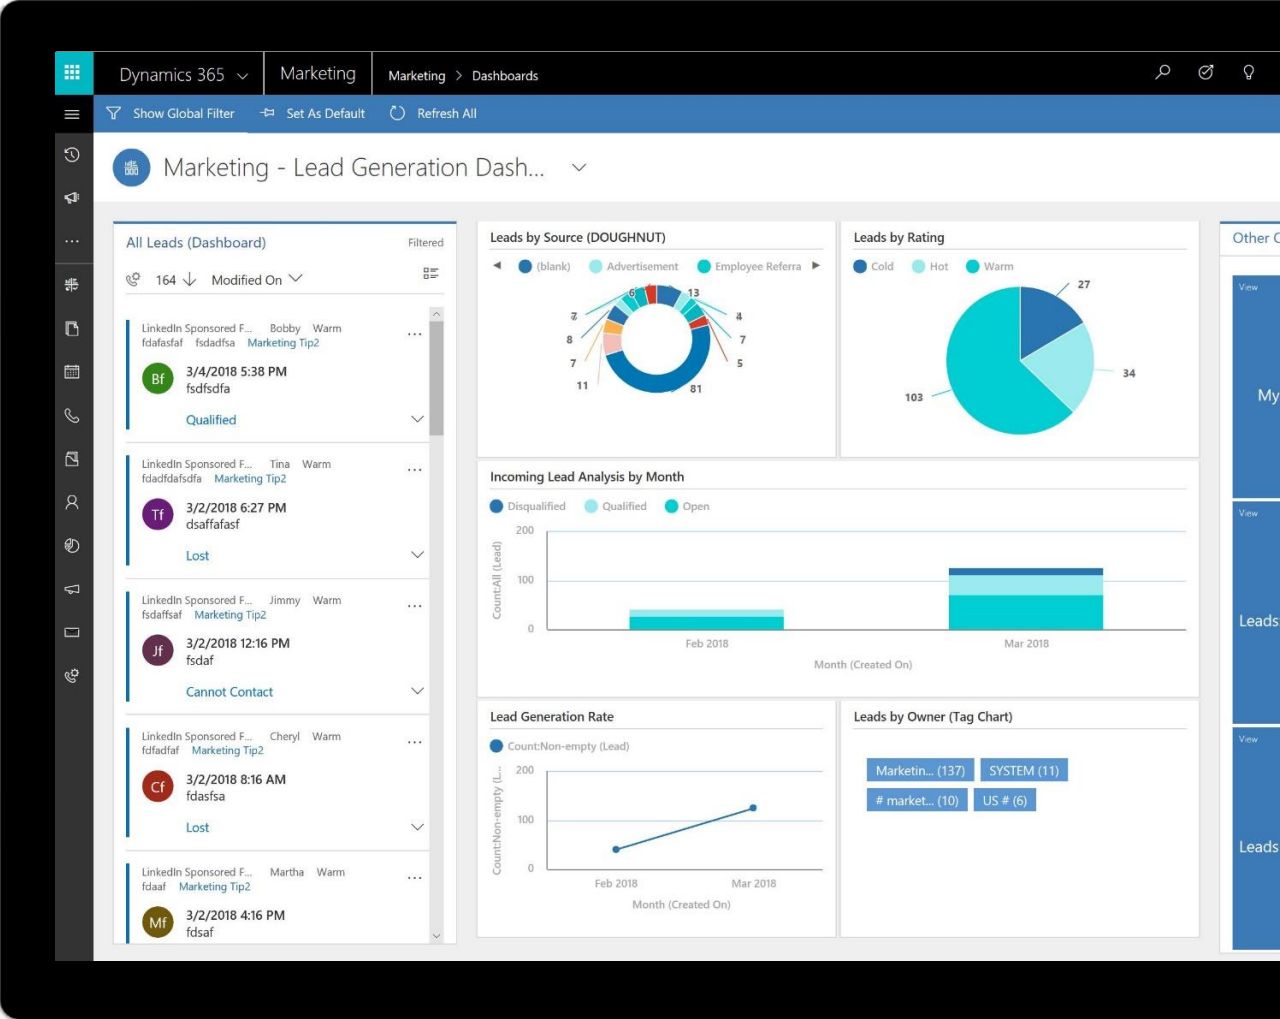 Dynamics 365 Marketing Marketing > Dashboards
Show Global Filter Set As Default Refresh All
Marketing - Lead Generation Dash...
All Leads (Dashboard) Filtered
164 Modified On
LinkedIn Sponsored F... Bobby Warm
fdafasfaf fsdadfsa Marketing Tip2
Bf 3/4/2018 5:38 PM
fsdfsdfa
Qualified
LinkedIn Sponsored F... Tina Warm
fdadfdafsdfa Marketing Tip2
Tf 3/2/2018 6:27 PM
dsaffafasf
Lost
LinkedIn Sponsored F... Jimmy Warm
fsdaffsaf Marketing Tip2
Jf 3/2/2018 12:16 PM
fsdaf
Cannot Contact
LinkedIn Sponsored F... Cheryl Warm
fdfadfaf Marketing Tip2
Cf 3/2/2018 8:16 AM
fdasfsa
Lost
LinkedIn Sponsored F... Martha Warm
fdaaf Marketing Tip2
Mf 3/2/2018 4:16 PM
fdsaf
Leads by Source (DOUGHNUT)
(blank) Advertisement Employee Referra
6 13
7 4
8 7
7 5
11 81
Leads by Rating
Cold Hot Warm
27
34
103
Incoming Lead Analysis by Month
Disqualified Qualified Open
Count:All (Lead)
200
100
0
Feb 2018 Mar 2018
Month (Created On)
Lead Generation Rate
Count:Non-empty (Lead)
Count:Non-empty (L...
200
100
0
Feb 2018 Mar 2018
Month (Created On)
Leads by Owner (Tag Chart)
Marketin... (137) SYSTEM (11)
# market... (10) US # (6)
Other
View
My
View
Leads
View
Leads